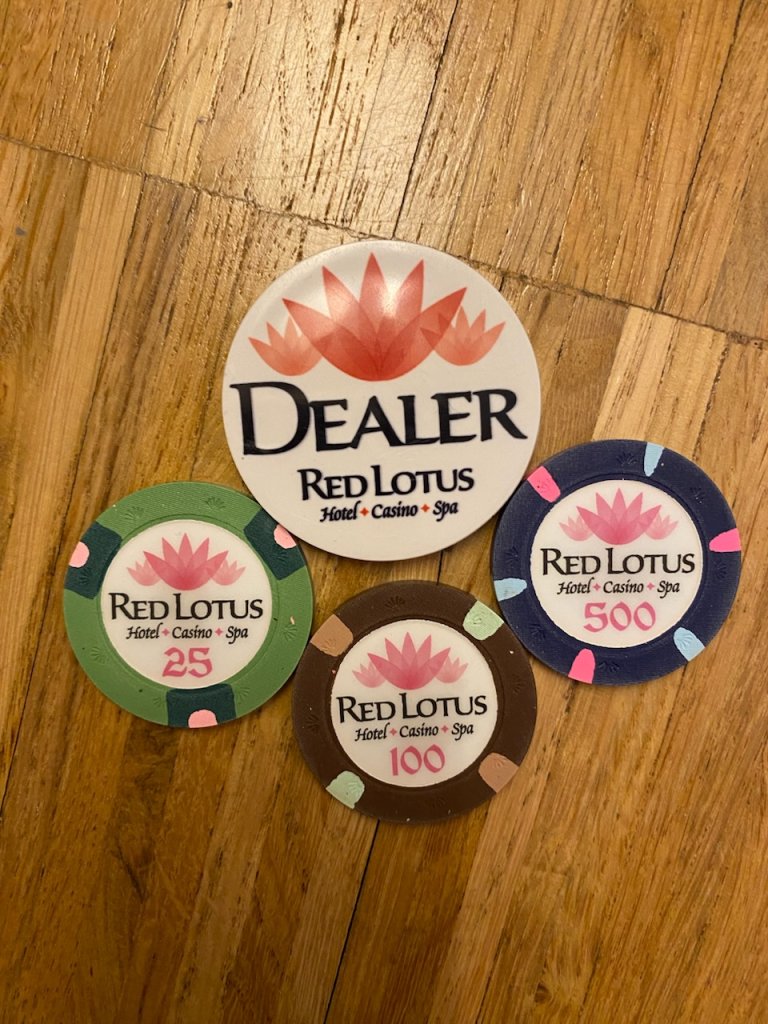 DEALER
RED LOTUS
Hotel ✦ Casino ✦ Spa
RED LOTUS
Hotel ✦ Casino ✦ Spa
25
RED LOTUS
Hotel ✦ Casino ✦ Spa
100
RED LOTUS
Hotel ✦ Casino ✦ Spa
500